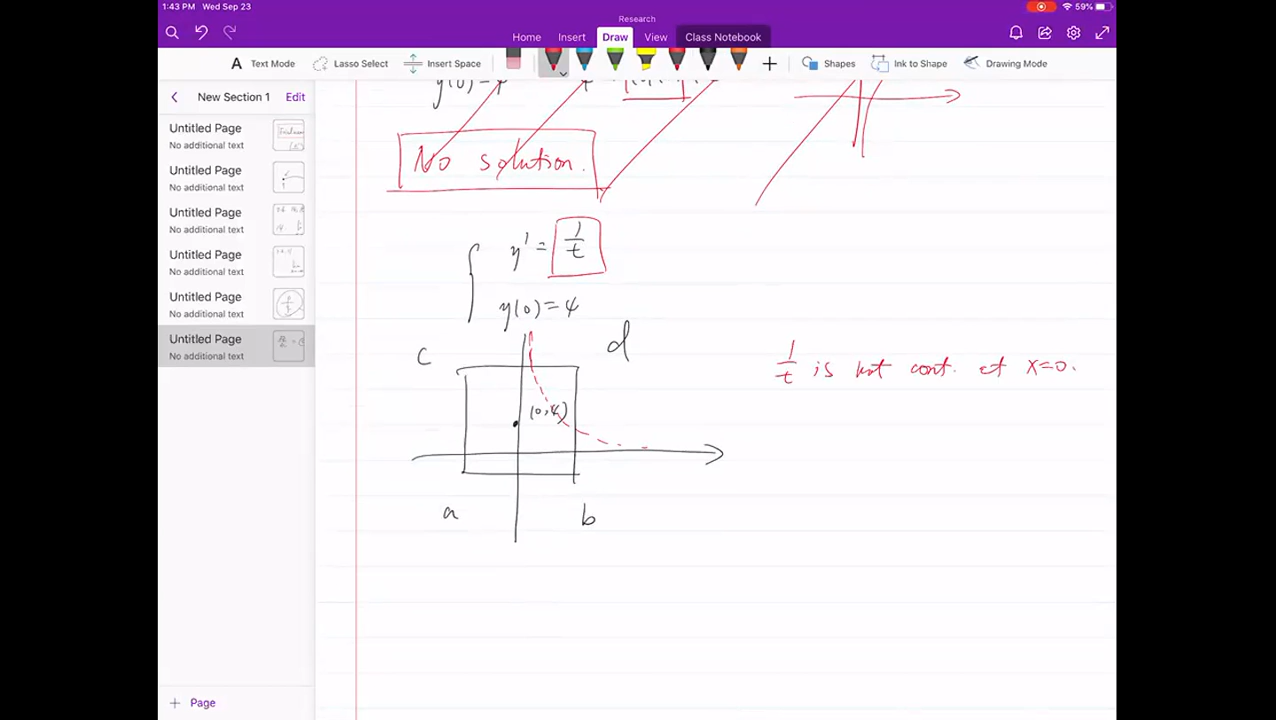 1:43 PM Wed Sep 23
59%
Research
Home Insert Draw View Class Notebook
A Text Mode Lasso Select Insert Space Shapes Ink to Shape Drawing Mode
New Section 1 Edit
Untitled Page
No additional text
Untitled Page
No additional text
Untitled Page
No additional text
Untitled Page
No additional text
Untitled Page
No additional text
Untitled Page
No additional text
+ Page
y(0)=4
No solution.
y' = 1/t
y(0)=4
c d
(0,4)
a b
1/t is not cont. at x=0.